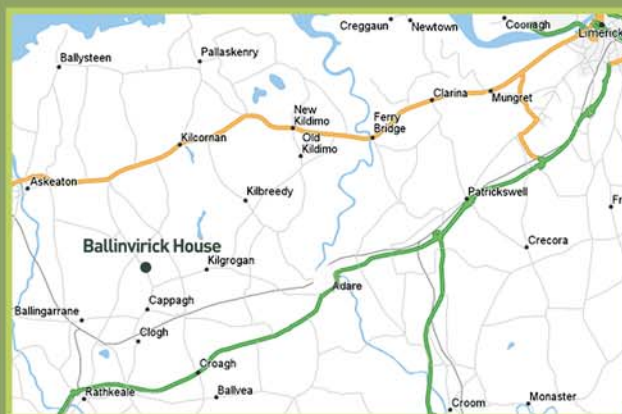 Creggaun
Newtown
Cooragh
Limerick
Ballysteen
Pallaskenry
Clarina
Mungret
New
Kildimo
Ferry
Bridge
Kilcornan
Old
Kildimo
Askeaton
Kilbreedy
Patrickswell
Ballinvirick House
Kilgrogan
Crecora
Adare
Cappagh
Ballingarrane
Clogh
Croagh
Rathkeale
Ballvea
Croom
Monaster